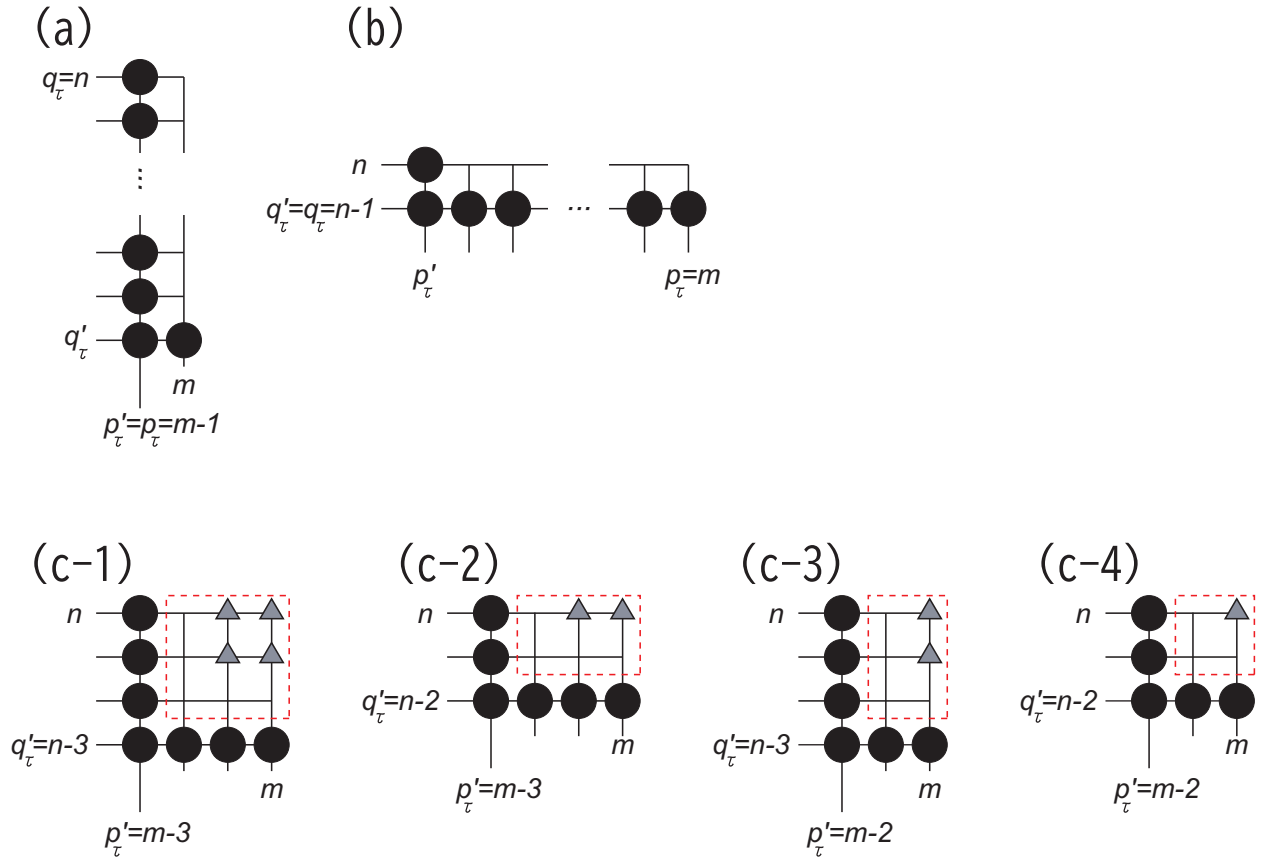 (a)
q_τ=n
⋮
q'_τ
m
p'_τ=p_τ=m-1
(b)
n
q'_τ=q_τ=n-1
...
p'_τ
p_τ=m
(c-1)
n
q'_τ=n-3
m
p'_τ=m-3
(c-2)
n
q'_τ=n-2
m
p'_τ=m-3
(c-3)
n
q'_τ=n-3
m
p'_τ=m-2
(c-4)
n
q'_τ=n-2
m
p'_τ=m-2